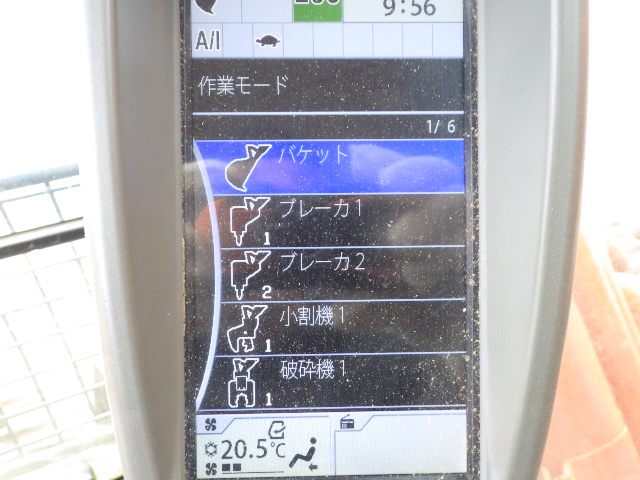 9:56
A/I
作業モード
1/ 6
バケット
ブレーカ1
1
ブレーカ2
2
小割機1
1
破砕機1
1
20.5℃